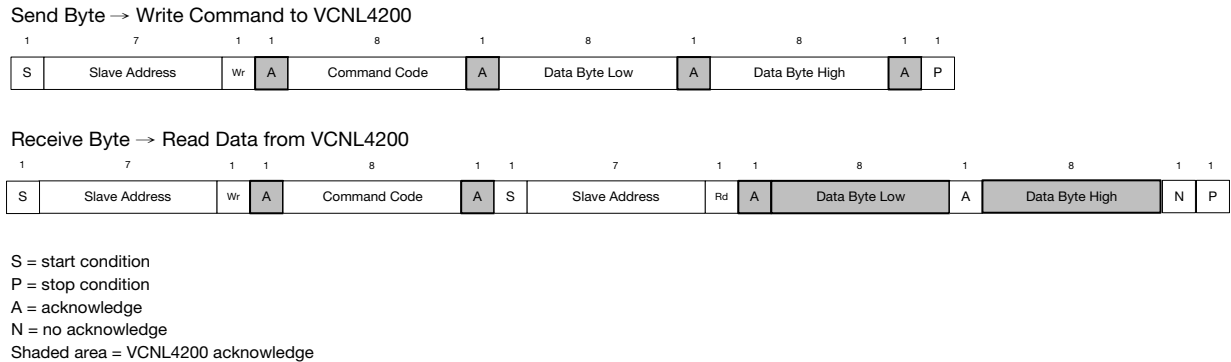 Send Byte → Write Command to VCNL4200
1 7 1 1 8 1 8 1 8 1 1
S Slave Address Wr A Command Code A Data Byte Low A Data Byte High A P
Receive Byte → Read Data from VCNL4200
1 7 1 1 8 1 1 7 1 1 8 1 8 1 1
S Slave Address Wr A Command Code A S Slave Address Rd A Data Byte Low A Data Byte High N P
S = start condition
P = stop condition
A = acknowledge
N = no acknowledge
Shaded area = VCNL4200 acknowledge